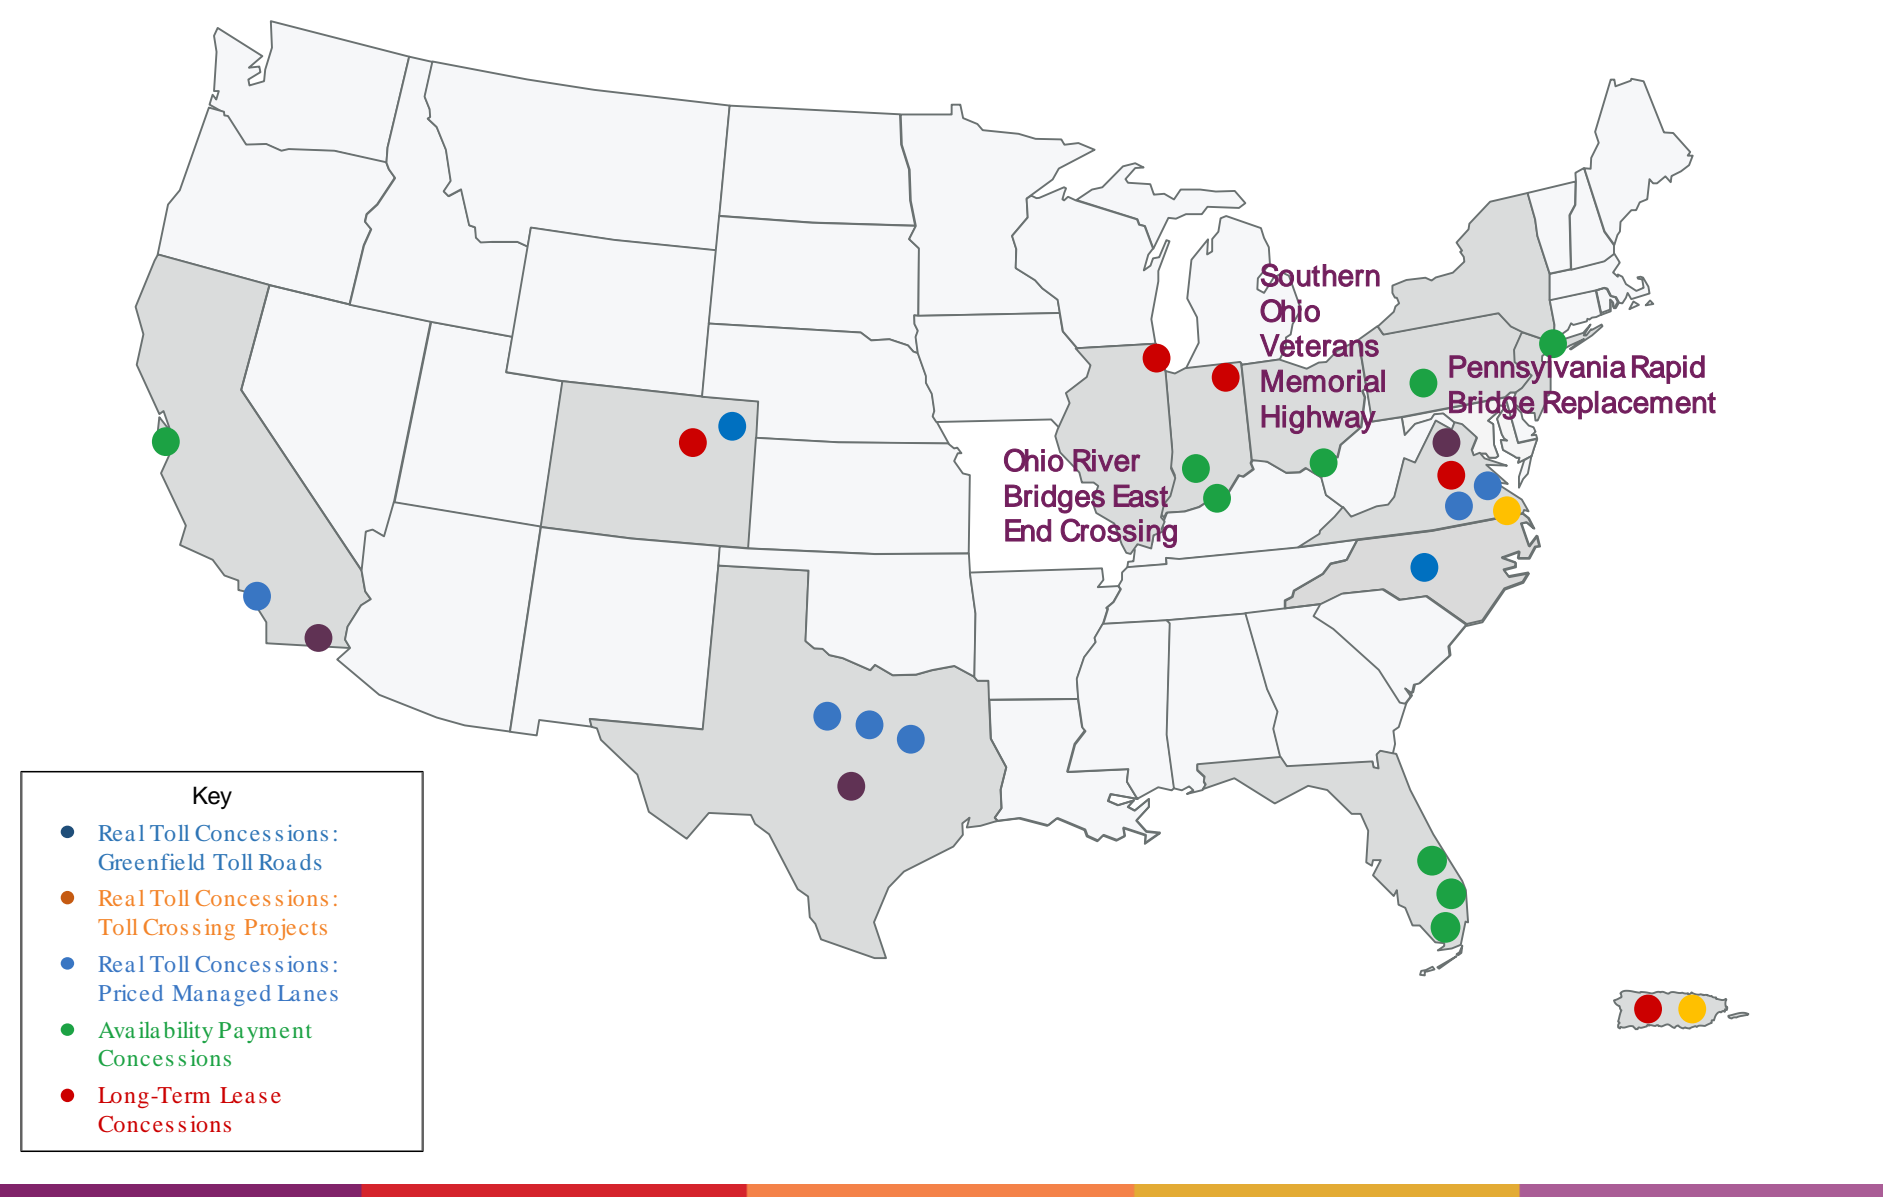 Southern
Ohio
Veterans
Memorial
Highway
Pennsylvania Rapid
Bridge Replacement
Ohio River
Bridges East
End Crossing
Key
Real Toll Concessions:
Greenfield Toll Roads
Real Toll Concessions:
Toll Crossing Projects
Real Toll Concessions:
Priced Managed Lanes
Availability Payment
Concessions
Long-Term Lease
Concessions